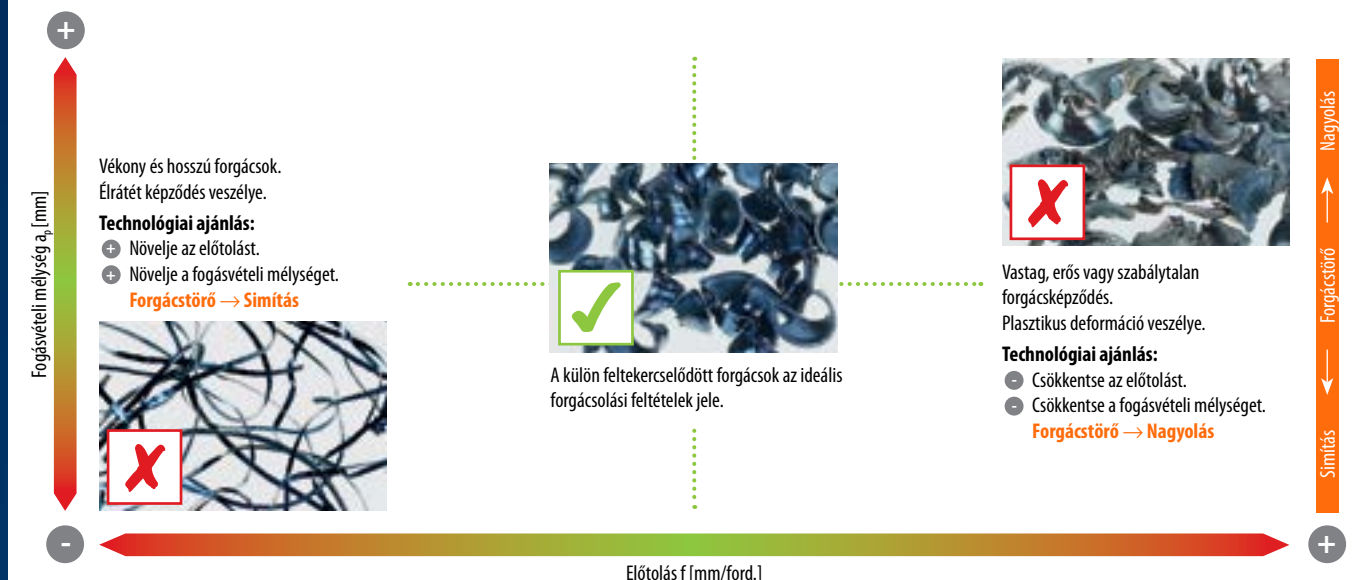 +
Fogásvételi mélység aₚ [mm]
Vékony és hosszú forgácsok.
Élrátét képződés veszélye.
Technológiai ajánlás:
+ Növelje az előtolást.
+ Növelje a fogásvételi mélységet.
Forgácstörő → Simítás
A külön feltekercselődött forgácsok az ideális
forgácsolási feltételek jele.
Vastag, erős vagy szabálytalan
forgácsképződés.
Plasztikus deformáció veszélye.
Technológiai ajánlás:
- Csökkentse az előtolást.
- Csökkentse a fogásvételi mélységet.
Forgácstörő → Nagyolás
Simítás ← Forgácstörő → Nagyolás
-
+
Előtolás f [mm/ford.]